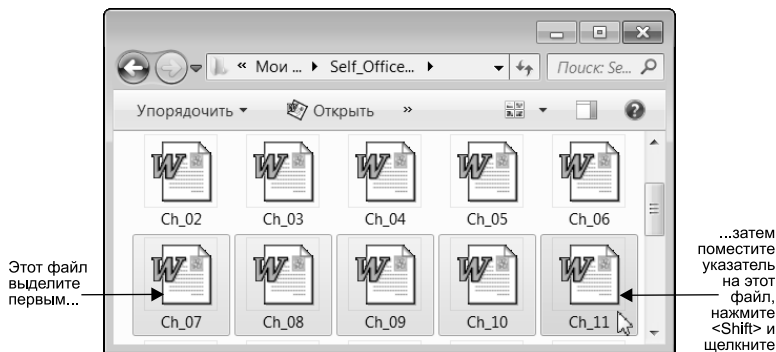 « Мои ... Self_Office... Поиск: Se...
Упорядочить Открыть »
Ch_02 Ch_03 Ch_04 Ch_05 Ch_06
Ch_07 Ch_08 Ch_09 Ch_10 Ch_11
Этот файл
выделите
первым...
...затем
поместите
указатель
на этот
файл,
нажмите
<Shift> и
щелкните